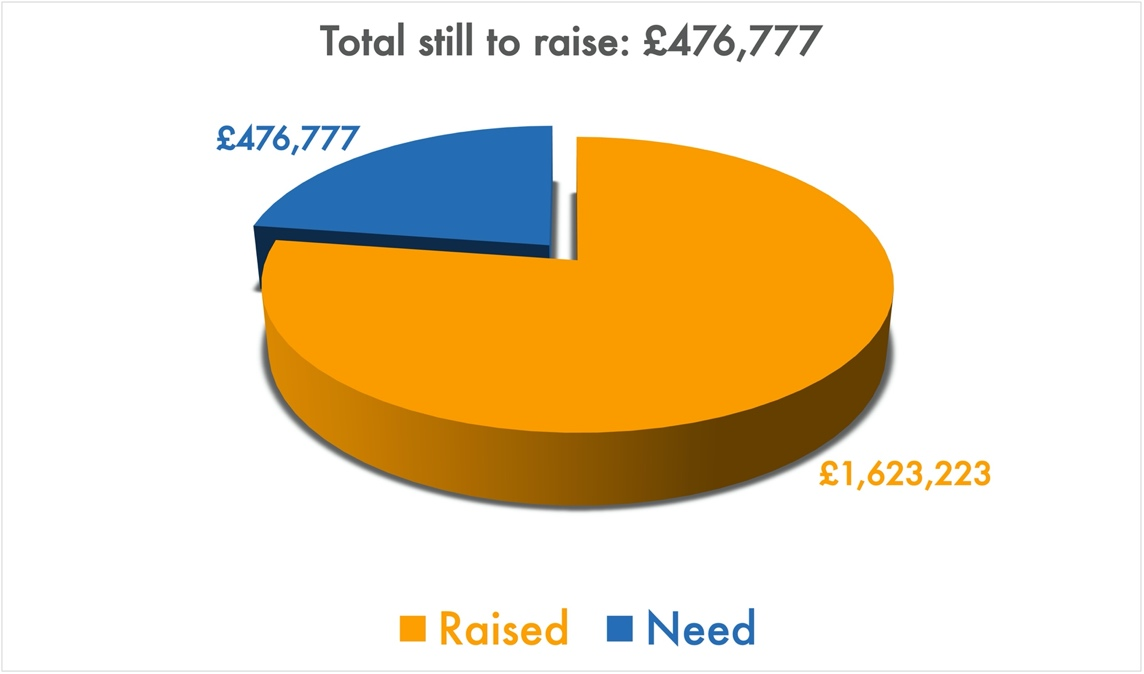 Total still to raise: £476,777
£476,777
£1,623,223
Raised Need